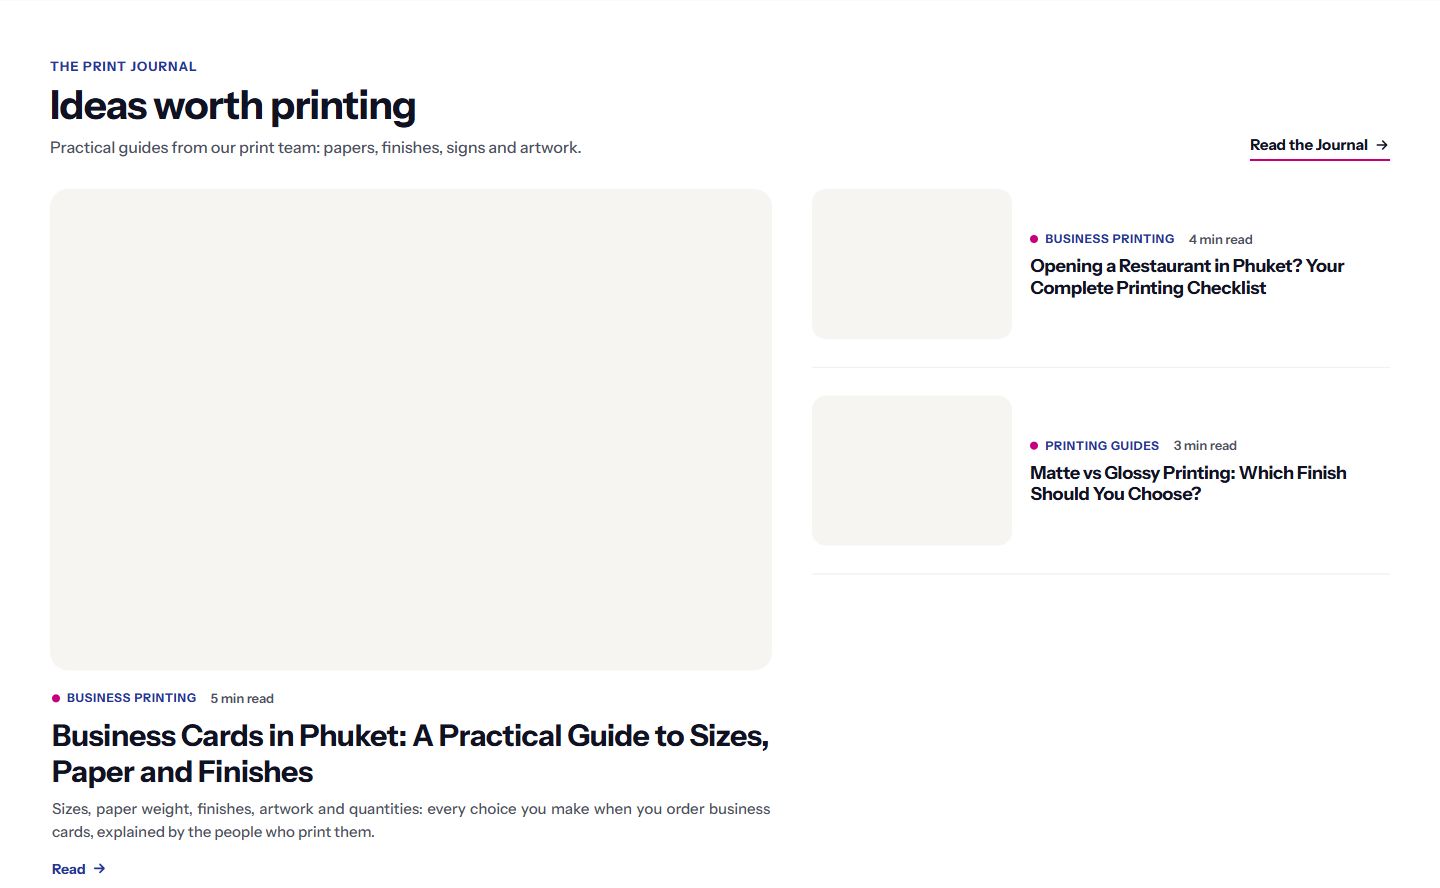 THE PRINT JOURNAL
Ideas worth printing
Practical guides from our print team: papers, finishes, signs and artwork.
Read the Journal →
BUSINESS PRINTING 5 min read
Business Cards in Phuket: A Practical Guide to Sizes,
Paper and Finishes
Sizes, paper weight, finishes, artwork and quantities: every choice you make when you order business
cards, explained by the people who print them.
Read →
BUSINESS PRINTING 4 min read
Opening a Restaurant in Phuket? Your
Complete Printing Checklist
PRINTING GUIDES 3 min read
Matte vs Glossy Printing: Which Finish
Should You Choose?